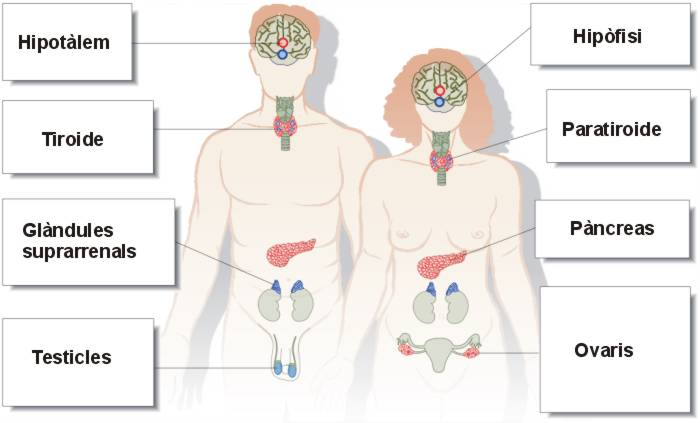 Hipotàlem
Tiroide
Glàndules
suprarrenals
Testicles
Hipòfisi
Paratiroide
Pàncreas
Ovaris